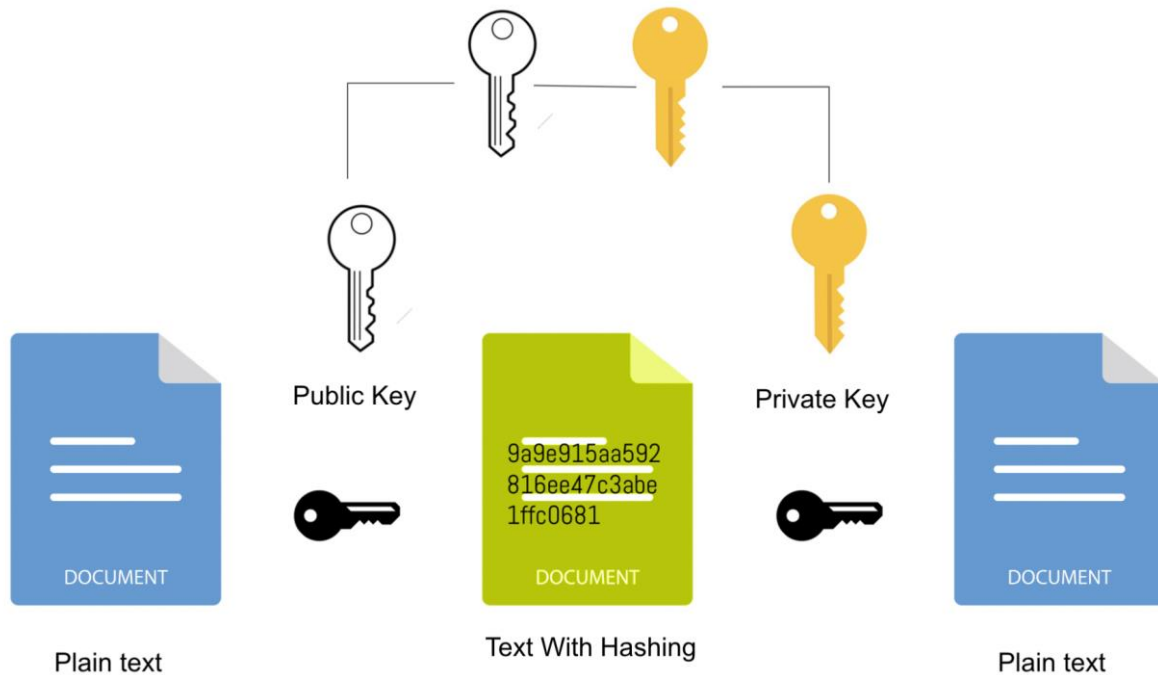 Public Key
Private Key
9a9e915aa592
816ee47c3abe
1ffc0681
DOCUMENT
DOCUMENT
DOCUMENT
Plain text
Text With Hashing
Plain text